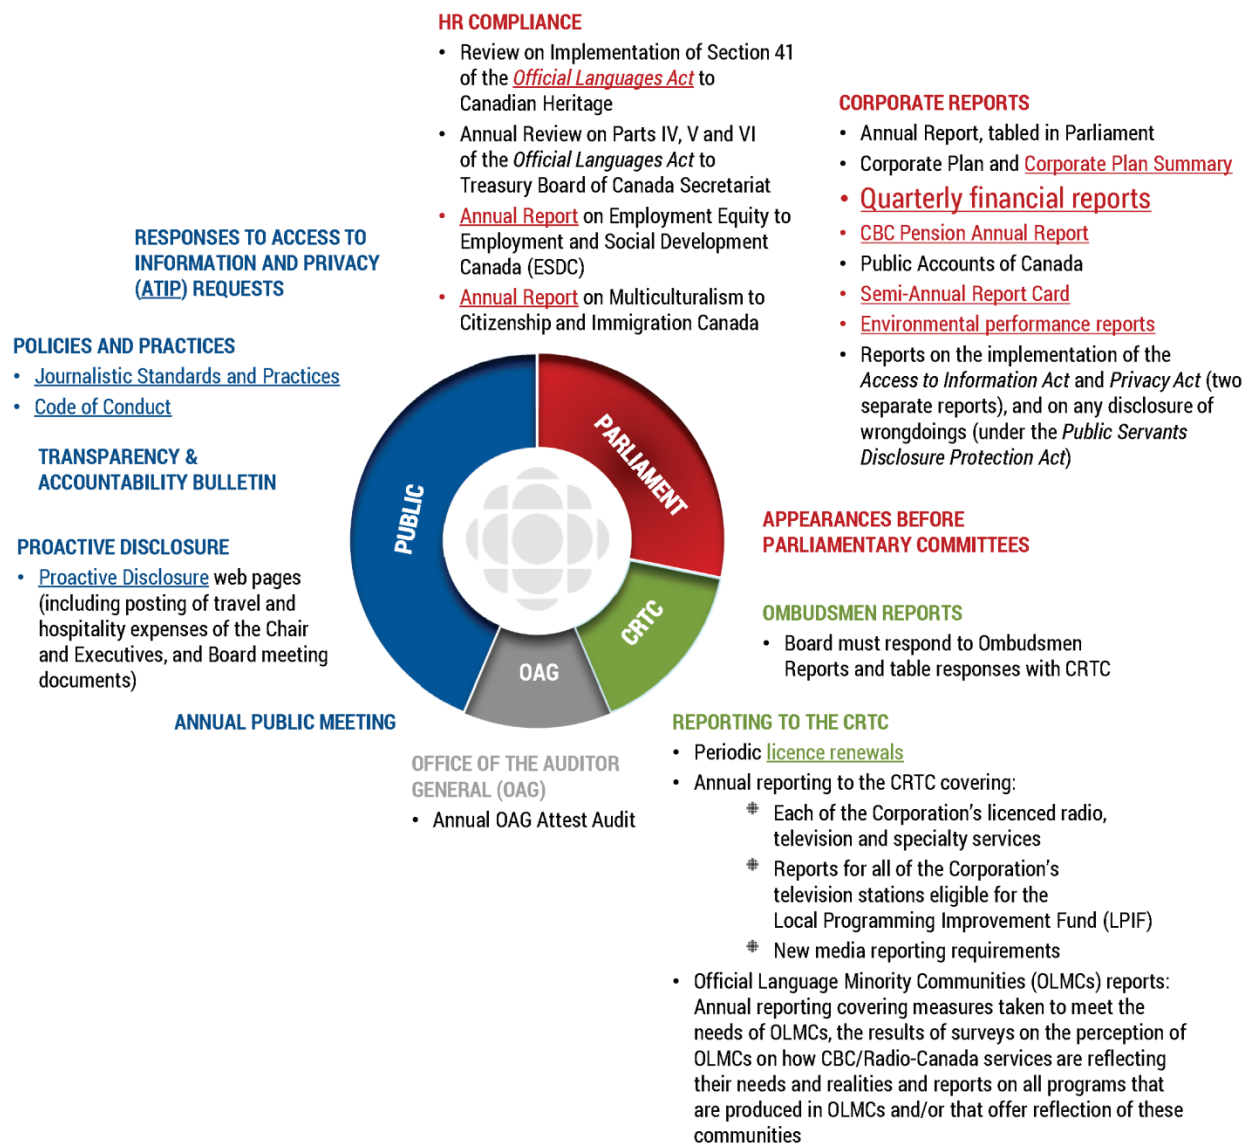 HR COMPLIANCE
• Review on Implementation of Section 41
of the Official Languages Act to
Canadian Heritage
• Annual Review on Parts IV, V and VI
of the Official Languages Act to
Treasury Board of Canada Secretariat
• Annual Report on Employment Equity to
Employment and Social Development
Canada (ESDC)
• Annual Report on Multiculturalism to
Citizenship and Immigration Canada
CORPORATE REPORTS
• Annual Report, tabled in Parliament
• Corporate Plan and Corporate Plan Summary
• Quarterly financial reports
• CBC Pension Annual Report
• Public Accounts of Canada
• Semi-Annual Report Card
• Environmental performance reports
• Reports on the implementation of the
Access to Information Act and Privacy Act (two
separate reports), and on any disclosure of
wrongdoings (under the Public Servants
Disclosure Protection Act)
RESPONSES TO ACCESS TO
INFORMATION AND PRIVACY
(ATIP) REQUESTS
POLICIES AND PRACTICES
• Journalistic Standards and Practices
• Code of Conduct
TRANSPARENCY &
ACCOUNTABILITY BULLETIN
PROACTIVE DISCLOSURE
• Proactive Disclosure web pages
(including posting of travel and
hospitality expenses of the Chair
and Executives, and Board meeting
documents)
ANNUAL PUBLIC MEETING
PUBLIC
PARLIAMENT
CRTC
OAG
APPEARANCES BEFORE
PARLIAMENTARY COMMITTEES
OMBUDSMEN REPORTS
• Board must respond to Ombudsmen
Reports and table responses with CRTC
OFFICE OF THE AUDITOR
GENERAL (OAG)
• Annual OAG Attest Audit
REPORTING TO THE CRTC
• Periodic licence renewals
• Annual reporting to the CRTC covering:
Each of the Corporation's licenced radio,
television and specialty services
Reports for all of the Corporation's
television stations eligible for the
Local Programming Improvement Fund (LPIF)
New media reporting requirements
• Official Language Minority Communities (OLMCs) reports:
Annual reporting covering measures taken to meet the
needs of OLMCs, the results of surveys on the perception of
OLMCs on how CBC/Radio-Canada services are reflecting
their needs and realities and reports on all programs that
are produced in OLMCs and/or that offer reflection of these
communities